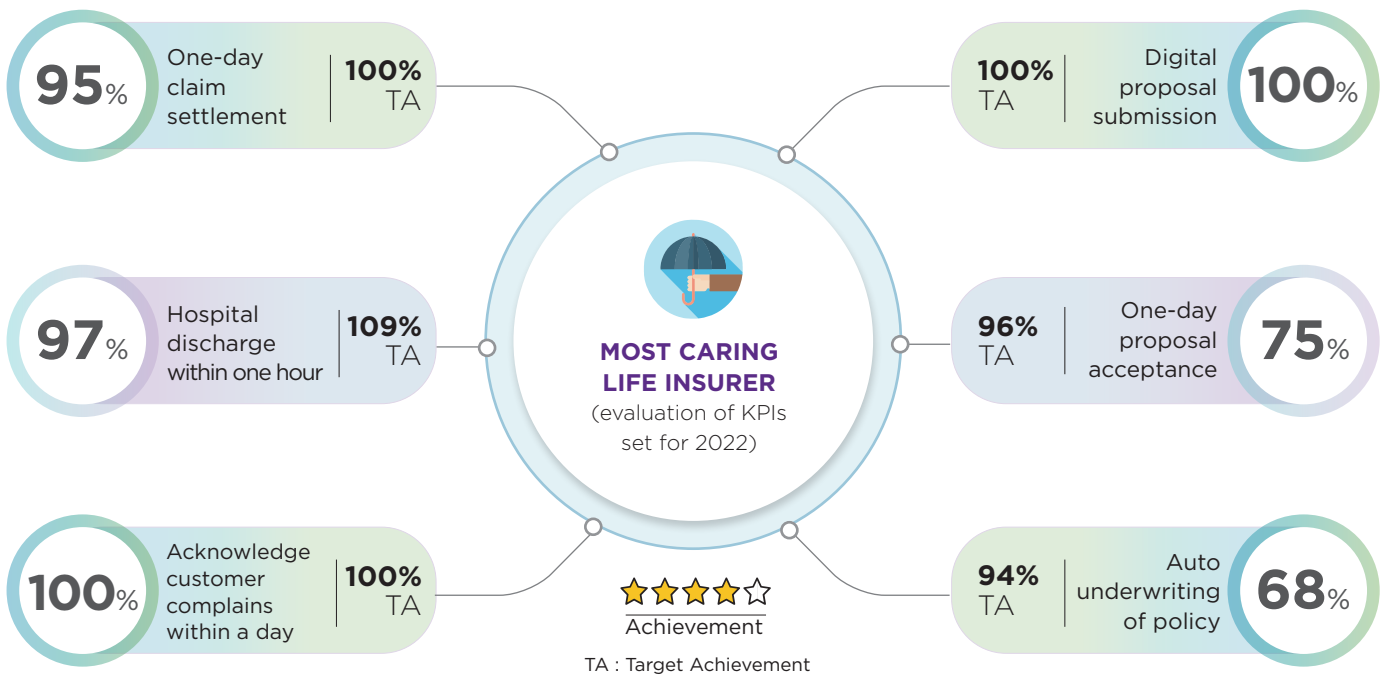 95%
One-day
claim
settlement
100%
TA
97%
Hospital
discharge
within one hour
109%
TA
100%
Acknowledge
customer
complains
within a day
100%
TA
MOST CARING
LIFE INSURER
(evaluation of KPIs
set for 2022)
Achievement
TA : Target Achievement
100%
TA
Digital
proposal
submission
100%
96%
TA
One-day
proposal
acceptance
75%
94%
TA
Auto
underwriting
of policy
68%